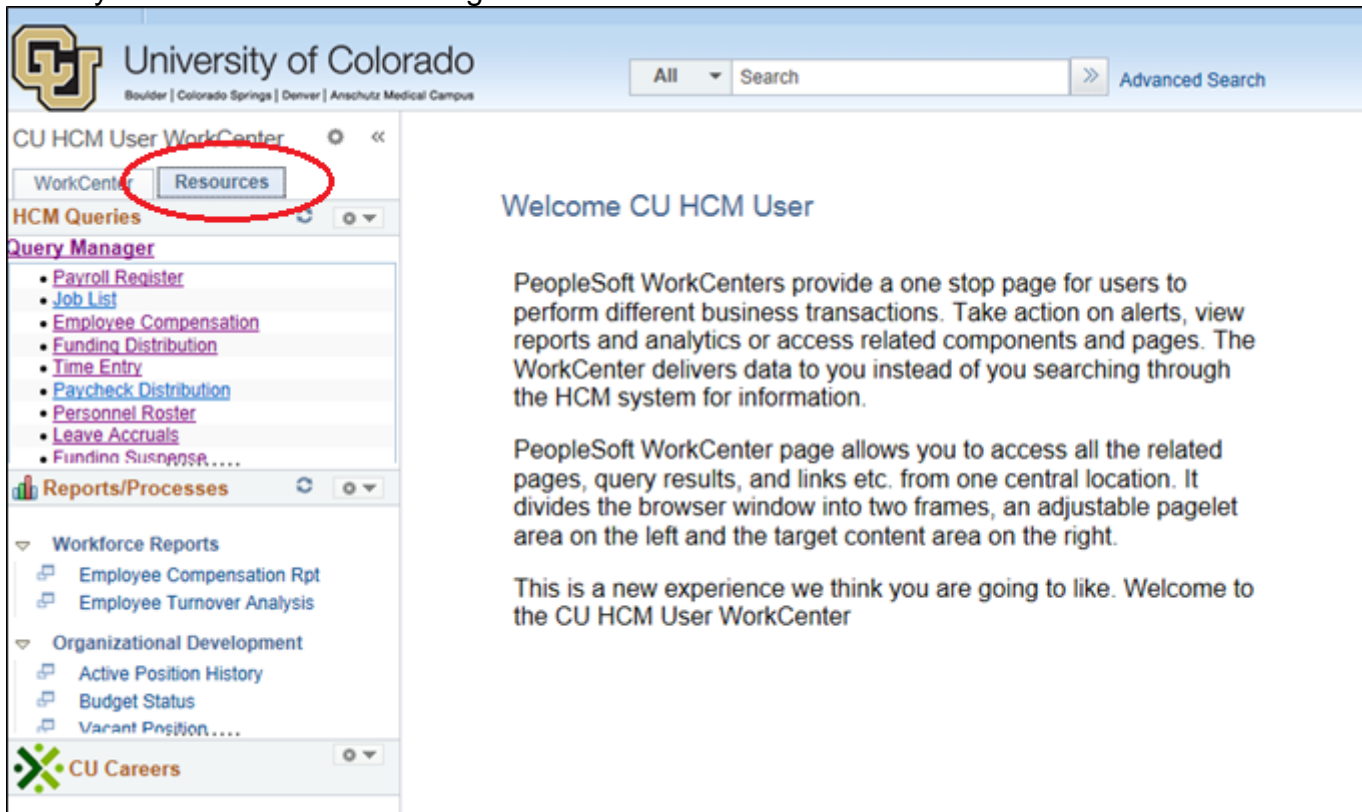 University of Colorado
Boulder | Colorado Springs | Denver | Anschutz Medical Campus
All Search Advanced Search
CU HCM User WorkCenter
WorkCenter Resources
HCM Queries
Query Manager
• Payroll Register
• Job List
• Employee Compensation
• Funding Distribution
• Time Entry
• Paycheck Distribution
• Personnel Roster
• Leave Accruals
• Funding Suspense
Reports/Processes
Workforce Reports
Employee Compensation Rpt
Employee Turnover Analysis
Organizational Development
Active Position History
Budget Status
Vacant Position
CU Careers
Welcome CU HCM User
PeopleSoft WorkCenters provide a one stop page for users to
perform different business transactions. Take action on alerts, view
reports and analytics or access related components and pages. The
WorkCenter delivers data to you instead of you searching through
the HCM system for information.
PeopleSoft WorkCenter page allows you to access all the related
pages, query results, and links etc. from one central location. It
divides the browser window into two frames, an adjustable pagelet
area on the left and the target content area on the right.
This is a new experience we think you are going to like. Welcome to
the CU HCM User WorkCenter